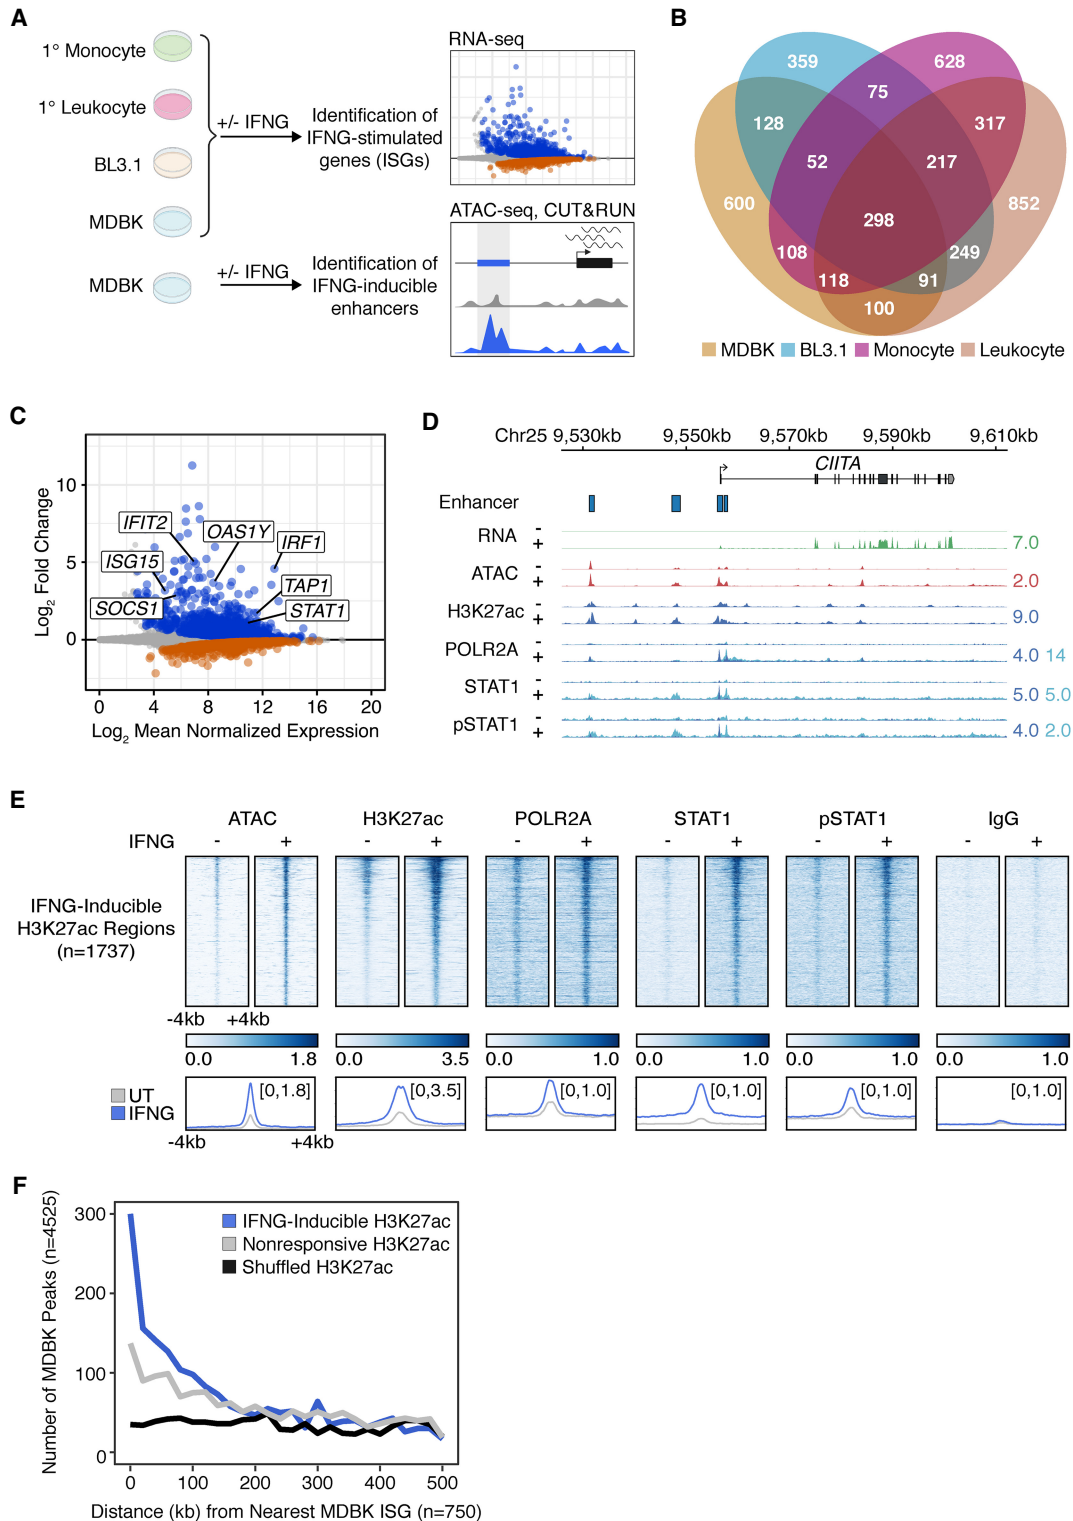 A
1° Monocyte
1° Leukocyte
BL3.1
MDBK
+/- IFNG
Identification of
IFNG-stimulated
genes (ISGs)
RNA-seq
MDBK
+/- IFNG
Identification of
IFNG-inducible
enhancers
ATAC-seq, CUT&RUN
B
359
628
75
128
317
52
217
600
852
298
108
249
118
91
100
MDBK BL3.1 Monocyte Leukocyte
C
Log2 Fold Change
10
5
0
IFIT2
OAS1Y
IRF1
ISG15
TAP1
SOCS1
STAT1
0 4 8 12 16 20
Log2 Mean Normalized Expression
D
Chr25 9,530kb 9,550kb 9,570kb 9,590kb 9,610kb
CIITA
Enhancer
RNA - + 7.0
ATAC - + 2.0
H3K27ac - + 9.0
POLR2A - + 4.0 14
STAT1 - + 5.0 5.0
pSTAT1 - + 4.0 2.0
E
ATAC H3K27ac POLR2A STAT1 pSTAT1 IgG
IFNG - + - + - + - + - + - +
IFNG-Inducible
H3K27ac Regions
(n=1737)
-4kb +4kb
0.0 1.8 0.0 3.5 0.0 1.0 0.0 1.0 0.0 1.0 0.0 1.0
UT
IFNG
[0,1.8] [0,3.5] [0,1.0] [0,1.0] [0,1.0] [0,1.0]
-4kb +4kb
F
Number of MDBK Peaks (n=4525)
300
200
100
0
IFNG-Inducible H3K27ac
Nonresponsive H3K27ac
Shuffled H3K27ac
0 100 200 300 400 500
Distance (kb) from Nearest MDBK ISG (n=750)